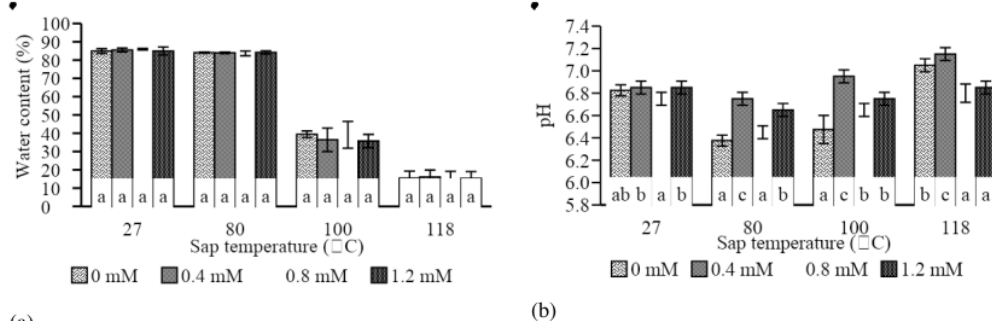 100
90
80
70
60
50
40
30
20
10
0
Water content (%)
a a a a a a a a a a a a a a a a
27 80 100 118
Sap temperature (□C)
0 mM 0.4 mM 0.8 mM 1.2 mM
7.4
7.2
7.0
6.8
6.6
6.4
6.2
6.0
5.8
pH
ab b a b a c a b a c b b b c a a
27 80 100 118
Sap temperature (□C)
0 mM 0.4 mM 0.8 mM 1.2 mM
(b)